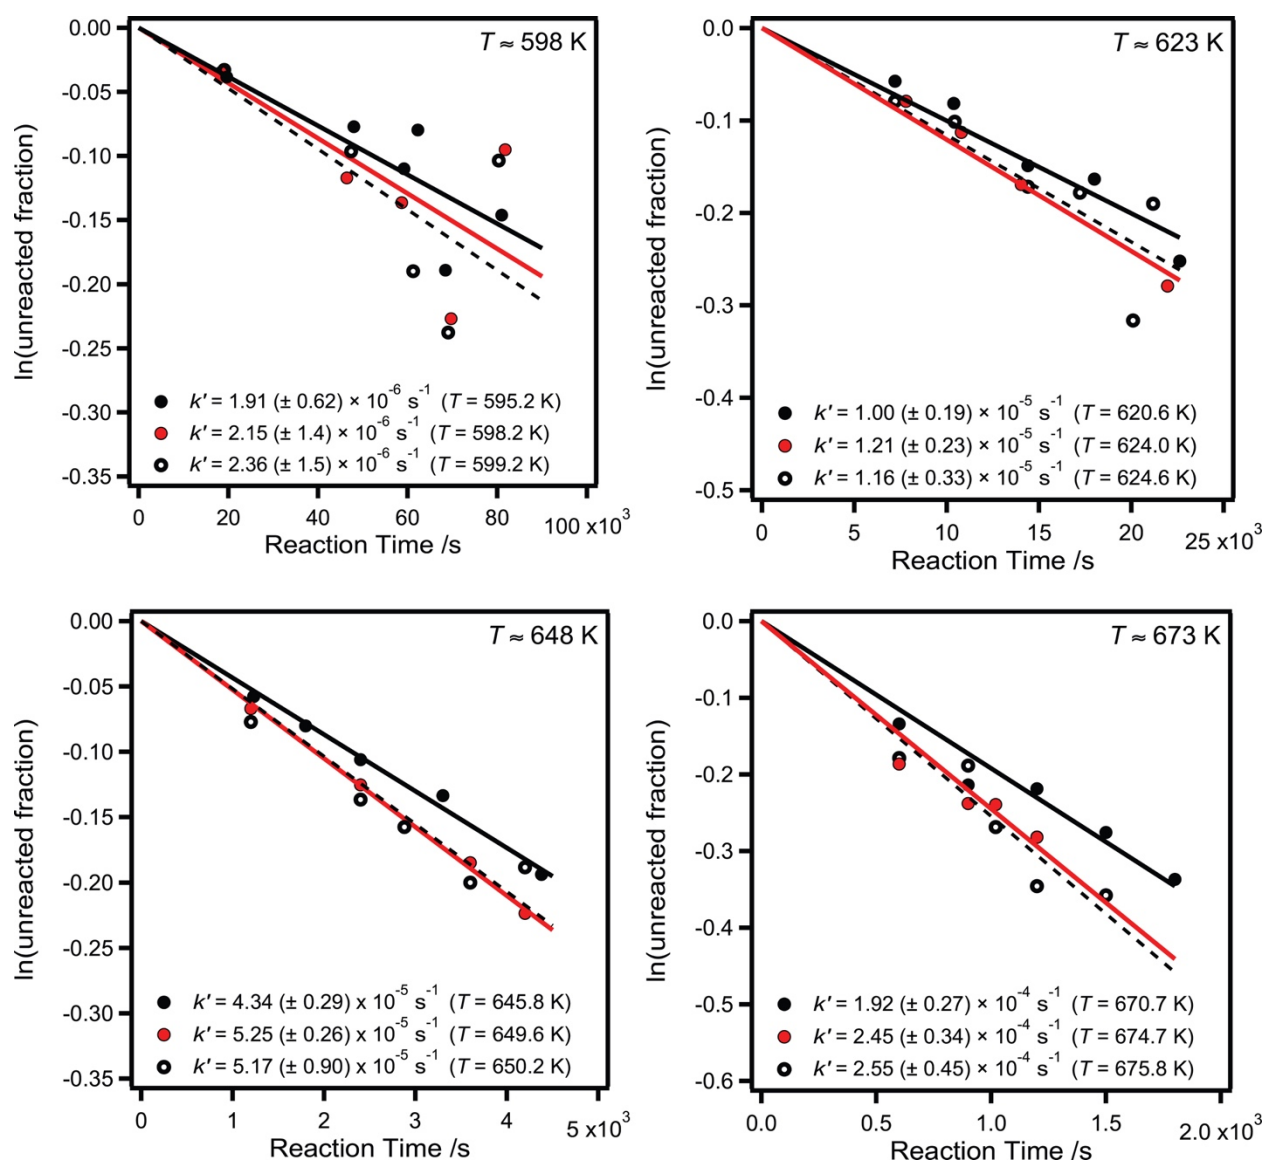 T ≈ 598 K
0.00
-0.05
-0.10
-0.15
-0.20
-0.25
-0.30
-0.35
ln(unreacted fraction)
k' = 1.91 (± 0.62) × 10⁻⁶ s⁻¹ (T = 595.2 K)
k' = 2.15 (± 1.4) × 10⁻⁶ s⁻¹ (T = 598.2 K)
k' = 2.36 (± 1.5) × 10⁻⁶ s⁻¹ (T = 599.2 K)
0 20 40 60 80 100 x10³
Reaction Time /s
T ≈ 623 K
0.0
-0.1
-0.2
-0.3
-0.4
-0.5
ln(unreacted fraction)
k' = 1.00 (± 0.19) × 10⁻⁵ s⁻¹ (T = 620.6 K)
k' = 1.21 (± 0.23) × 10⁻⁵ s⁻¹ (T = 624.0 K)
k' = 1.16 (± 0.33) × 10⁻⁵ s⁻¹ (T = 624.6 K)
0 5 10 15 20 25 x10³
Reaction Time /s
T ≈ 648 K
0.00
-0.05
-0.10
-0.15
-0.20
-0.25
-0.30
-0.35
ln(unreacted fraction)
k' = 4.34 (± 0.29) x 10⁻⁵ s⁻¹ (T = 645.8 K)
k' = 5.25 (± 0.26) x 10⁻⁵ s⁻¹ (T = 649.6 K)
k' = 5.17 (± 0.90) x 10⁻⁵ s⁻¹ (T = 650.2 K)
0 1 2 3 4 5 x10³
Reaction Time /s
T ≈ 673 K
0.0
-0.1
-0.2
-0.3
-0.4
-0.5
-0.6
ln(unreacted fraction)
k' = 1.92 (± 0.27) × 10⁻⁴ s⁻¹ (T = 670.7 K)
k' = 2.45 (± 0.34) × 10⁻⁴ s⁻¹ (T = 674.7 K)
k' = 2.55 (± 0.45) × 10⁻⁴ s⁻¹ (T = 675.8 K)
0.0 0.5 1.0 1.5 2.0 x10³
Reaction Time /s